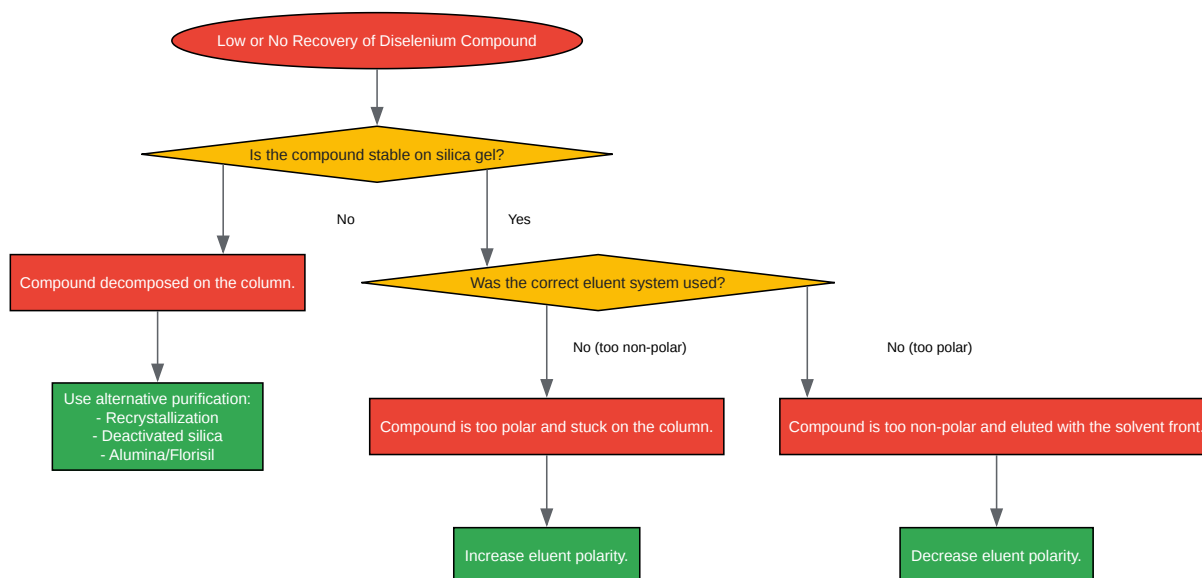 Low or No Recovery of Diselenium Compound
Is the compound stable on silica gel?
No
Yes
Compound decomposed on the column.
Was the correct eluent system used?
No (too non-polar)
No (too polar)
Use alternative purification:
- Recrystallization
- Deactivated silica
- Alumina/Florisil
Compound is too polar and stuck on the column.
Compound is too non-polar and eluted with the solvent front.
Increase eluent polarity.
Decrease eluent polarity.